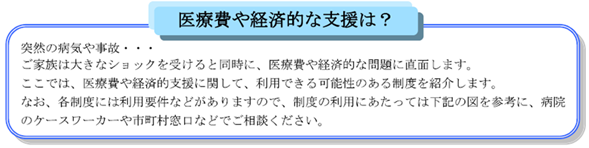 医療費や経済的な支援は？
突然の病気や事故・・・
ご家族は大きなショックを受けると同時に、医療費や経済的な問題に直面します。
ここでは、医療費や経済的支援に関して、利用できる可能性のある制度を紹介します。
なお、各制度には利用要件などがありますので、制度の利用にあたっては下記の図を参考に、病院
のケースワーカーや市町村窓口などでご相談ください。